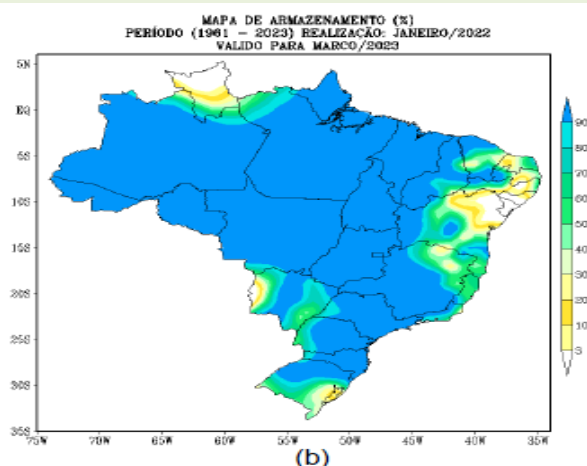 MAPA DE ARMAZENAMENTO (%)
PERÍODO (1961 - 2023) REALIZAÇÃO: JANEIRO/2022
VALIDO PARA MARCO/2023
5N
EQ
5S
10S
15S
20S
25S
30S
35S
75W 70W 65W 60W 55W 50W 45W 40W 35W
90
80
70
60
50
40
30
20
10
(b)